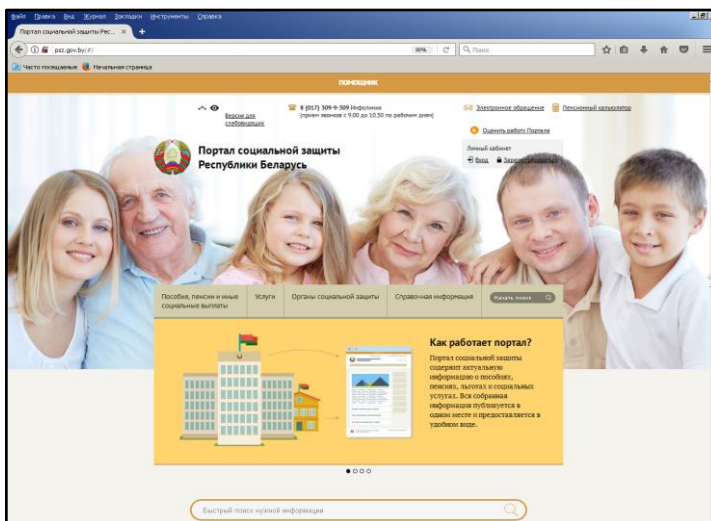 Файл Правка Вид Журнал Закладки Инструменты Справка
Портал социальной защиты Рес...
psz.gov.by/#/
90%
Поиск
Часто посещаемые Начальная страница
ПОМОЩНИК
Версия для
слабовидящих
8 (017) 309-9-309 Инфолиния
(прием звонков с 9.00 до 10.30 по рабочим дням)
Электронное обращение Пенсионный калькулятор
Оценить работу Портала
Портал социальной защиты
Республики Беларусь
Личный кабинет
Вход Зарегистрироваться
Пособия, пенсии и иные
социальные выплаты
Услуги
Органы социальной защиты
Справочная информация
Начать поиск
Как работает портал?
Портал социальной защиты
содержит актуальную
информацию о пособиях,
пенсиях, льготах и социальных
услугах. Вся собранная
информация публикуется в
одном месте и предоставляется в
удобном виде.
Быстрый поиск нужной информации